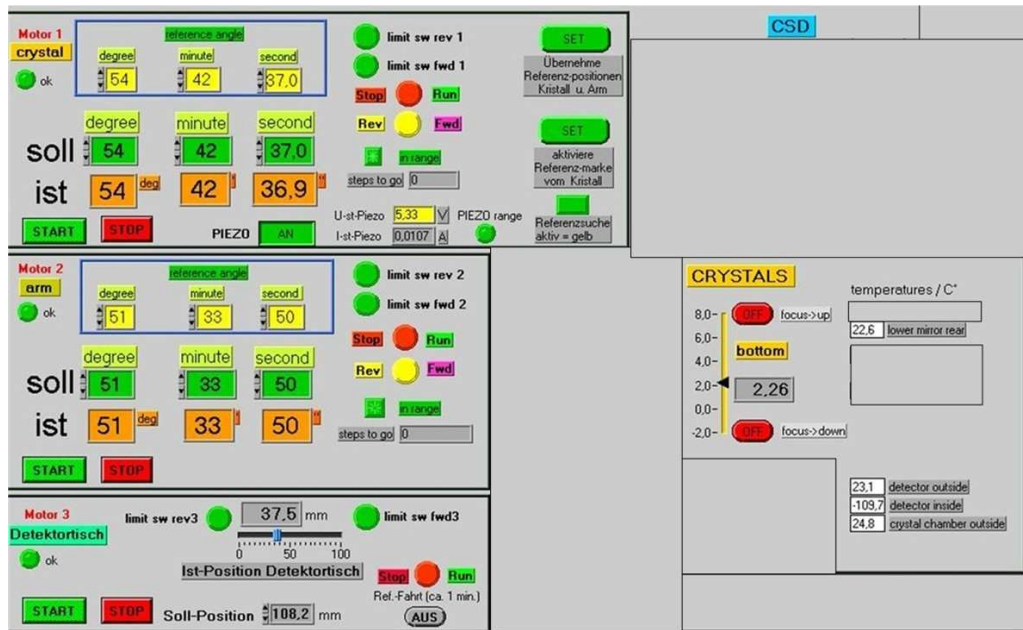 Motor 1
crystal
ok
reference angle
degree minute second
54 42 37,0
degree minute second
soll 54 42 37,0
ist 54 deg 42 ' 36,9 "
START STOP PIEZO AN
limit sw rev 1
limit sw fwd 1
Stop Run
Rev Fwd
in range
steps to go 0
U-st-Piezo 5,33 V PIEZO range
I-st-Piezo 0,0107 A
SET
Übernehme
Referenz-positionen
Kristall u. Arm
SET
aktiviere
Referenz-marke
vom Kristall
Referenzsuche
aktiv = gelb
CSD
Motor 2
arm
ok
reference angle
degree minute second
51 33 50
degree minute second
soll 51 33 50
ist 51 deg 33 ' 50 "
START STOP
limit sw rev 2
limit sw fwd 2
Stop Run
Rev Fwd
in range
steps to go 0
Motor 3
Detektortisch
ok
limit sw rev3 37,5 mm limit sw fwd3
0 50 100
Ist-Position Detektortisch
Stop Run
Ref.-Fahrt (ca. 1 min.)
AUS
START STOP Soll-Position 108,2 mm
CRYSTALS
8,0-
6,0-
4,0-
2,0-
0,0-
-2,0-
OFF focus->up
bottom
2,26
OFF focus->down
temperatures / C°
22,6 lower mirror rear
23,1 detector outside
-109,7 detector inside
24,8 crystal chamber outside